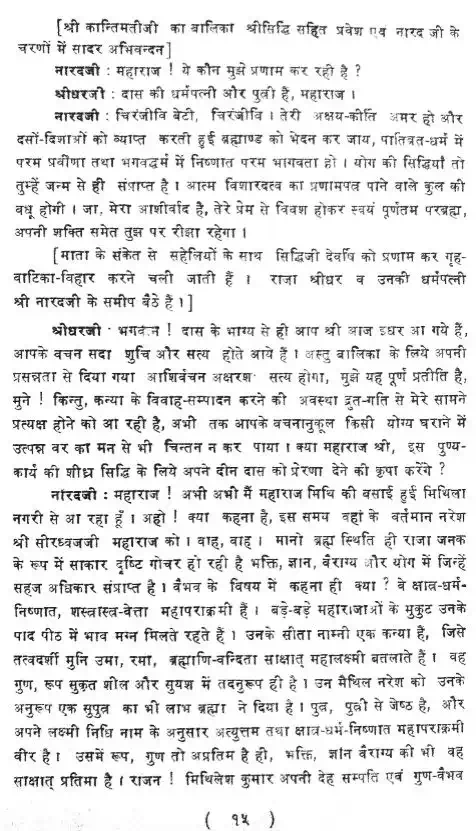 [श्री कान्तिमतीजी का बालिका श्रीसिद्धि सहित प्रवेश एवं नारद जी के
चरणों में सादर अभिवन्दन]
नारदजी : महाराज ! ये कौन मुझे प्रणाम कर रही है ?
श्रीधरजी : दास की धर्मपत्नी और पुत्री हैं, महाराज ।
नारदजी : चिरंजीवि बेटी, चिरंजीवि । तेरी अक्षय-कीर्ति अमर हो और
दसों-दिशाओं को व्याप्त करती हुई ब्रह्माण्ड को भेदन कर जाय, पातिव्रत-धर्म में
परम प्रवीणा तथा भगवद्धर्म में निष्णात परम भागवता हो । योग की सिद्धियाँ तो
तुम्हें जन्म से ही संप्राप्त है । आत्म विशारदत्व का प्रणामपत्र पाने वाले कुल की
वधू होगी । जा, मेरा आशीर्वाद है, तेरे प्रेम से विवश होकर स्वयं पूर्णतम परब्रह्म,
अपनी शक्ति समेत तुझ पर रीझा रहेगा ।
[माता के संकेत से सहेलियों के साथ सिद्धिजी देवर्षि को प्रणाम कर गृह-
वाटिका-विहार करने चली जाती हैं । राजा श्रीधर व उनकी धर्मपत्नी
श्री नारदजी के समीप बैठे हैं ।]
श्रीधरजी : भगवन ! दास के भाग्य से ही आप श्री आज इधर आ गये हैं,
आपके वचन सदा शुचि और सत्य होते आये हैं । अस्तु बालिका के लिये अपनी
प्रसन्नता से दिया गया आशिर्वचन अक्षरशः सत्य होगा, मुझे यह पूर्ण प्रतीति है,
मुने ! किन्तु, कन्या के विवाह-सम्पादन करने की अवस्था द्रुत-गति से मेरे सामने
प्रत्यक्ष होने को आ रही है, अभी तक आपके वचनानुकूल किसी योग्य घराने में
उत्पन्न वर का मन से भी चिन्तन न कर पाया । क्या महाराज श्री, इस पुण्य-
कार्य की शीघ्र सिद्धि के लिये अपने दीन दास को प्रेरणा देने की कृपा करेंगे ?
नारदजी : महाराज ! अभी अभी मैं महाराज मिथि की बसाई हुई मिथिला
नगरी से आ रहा हूँ । अहो ! क्या कहना है, इस समय वहां के वर्तमान नरेश
श्री सीरध्वजजी महाराज को । वाह, वाह । मानो ब्रह्म स्थिति ही राजा जनक
के रूप में साकार दृष्टि गोचर हो रही है भक्ति, ज्ञान, वैराग्य और योग में जिन्हें
सहज अधिकार संप्राप्त है । वैभव के विषय में कहना ही क्या ? वे क्षात्र-धर्म-
निष्णात, शस्त्रास्त्र-वेत्ता महापराक्रमी हैं । बड़े-बड़े महाराजाओं के मुकुट उनके
पाद पीठ में भाव मग्न मिलते रहते हैं । उनके सीता नाम्नी एक कन्या हैं, जिसे
तत्वदर्शी मुनि उमा, रमा, ब्रह्माणि-वन्दिता साक्षात् महालक्ष्मी बतलाते हैं । वह
गुण, रूप सुकृत शील और सुयश में तदनुरूप ही है । उन मैथिल नरेश को उनके
अनुरूप एक सुपुत्र का भी लाभ ब्रह्मा ने दिया है । पुत्र, पुत्री से जेष्ठ है, और
अपने लक्ष्मी निधि नाम के अनुसार अत्युत्तम तथा क्षात्र-धर्म-निष्णात महापराक्रमी
वीर है । उसमें रूप, गुण तो अप्रतिम है ही, भक्ति, ज्ञान वैराग्य की भी वह
साक्षात् प्रतिमा है । राजन ! मिथिलेश कुमार अपनी देह सम्पति एवं गुण-वैभव
( १५ )